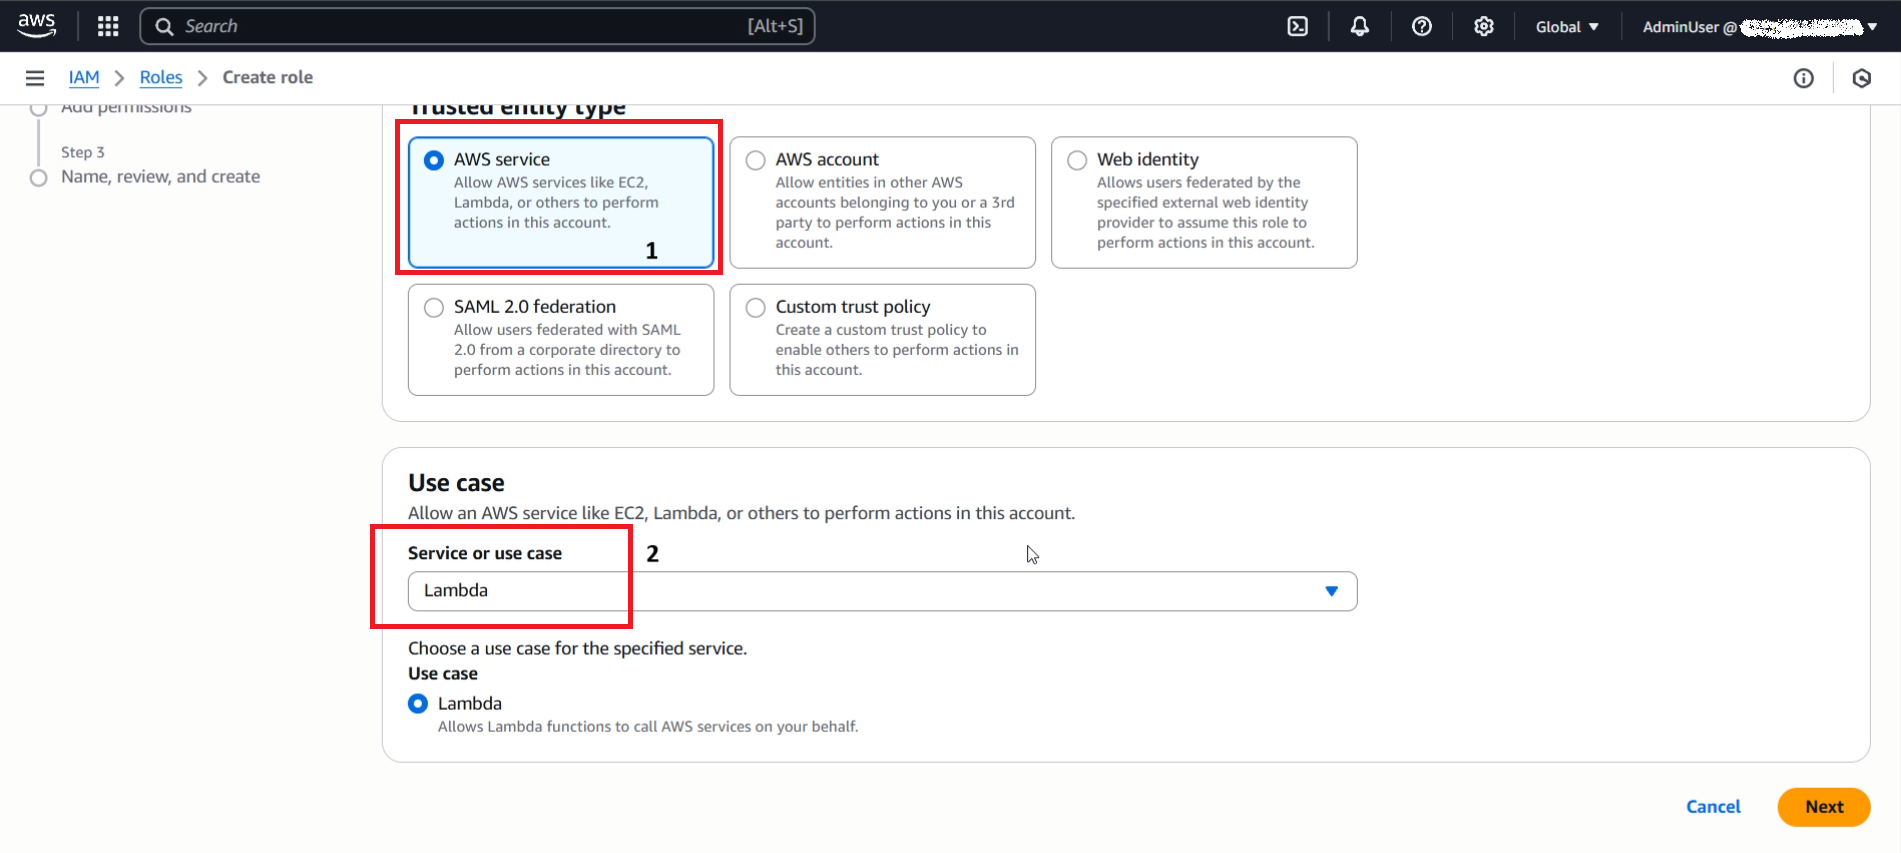 aws
Search [Alt+S]
Global
AdminUser @
IAM > Roles > Create role
Add permissions
Step 3
Name, review, and create
Trusted entity type
AWS service
Allow AWS services like EC2,
Lambda, or others to perform
actions in this account.
1
AWS account
Allow entities in other AWS
accounts belonging to you or a 3rd
party to perform actions in this
account.
Web identity
Allows users federated by the
specified external web identity
provider to assume this role to
perform actions in this account.
SAML 2.0 federation
Allow users federated with SAML
2.0 from a corporate directory to
perform actions in this account.
Custom trust policy
Create a custom trust policy to
enable others to perform actions in
this account.
Use case
Allow an AWS service like EC2, Lambda, or others to perform actions in this account.
Service or use case
2
Lambda
Choose a use case for the specified service.
Use case
Lambda
Allows Lambda functions to call AWS services on your behalf.
Cancel
Next